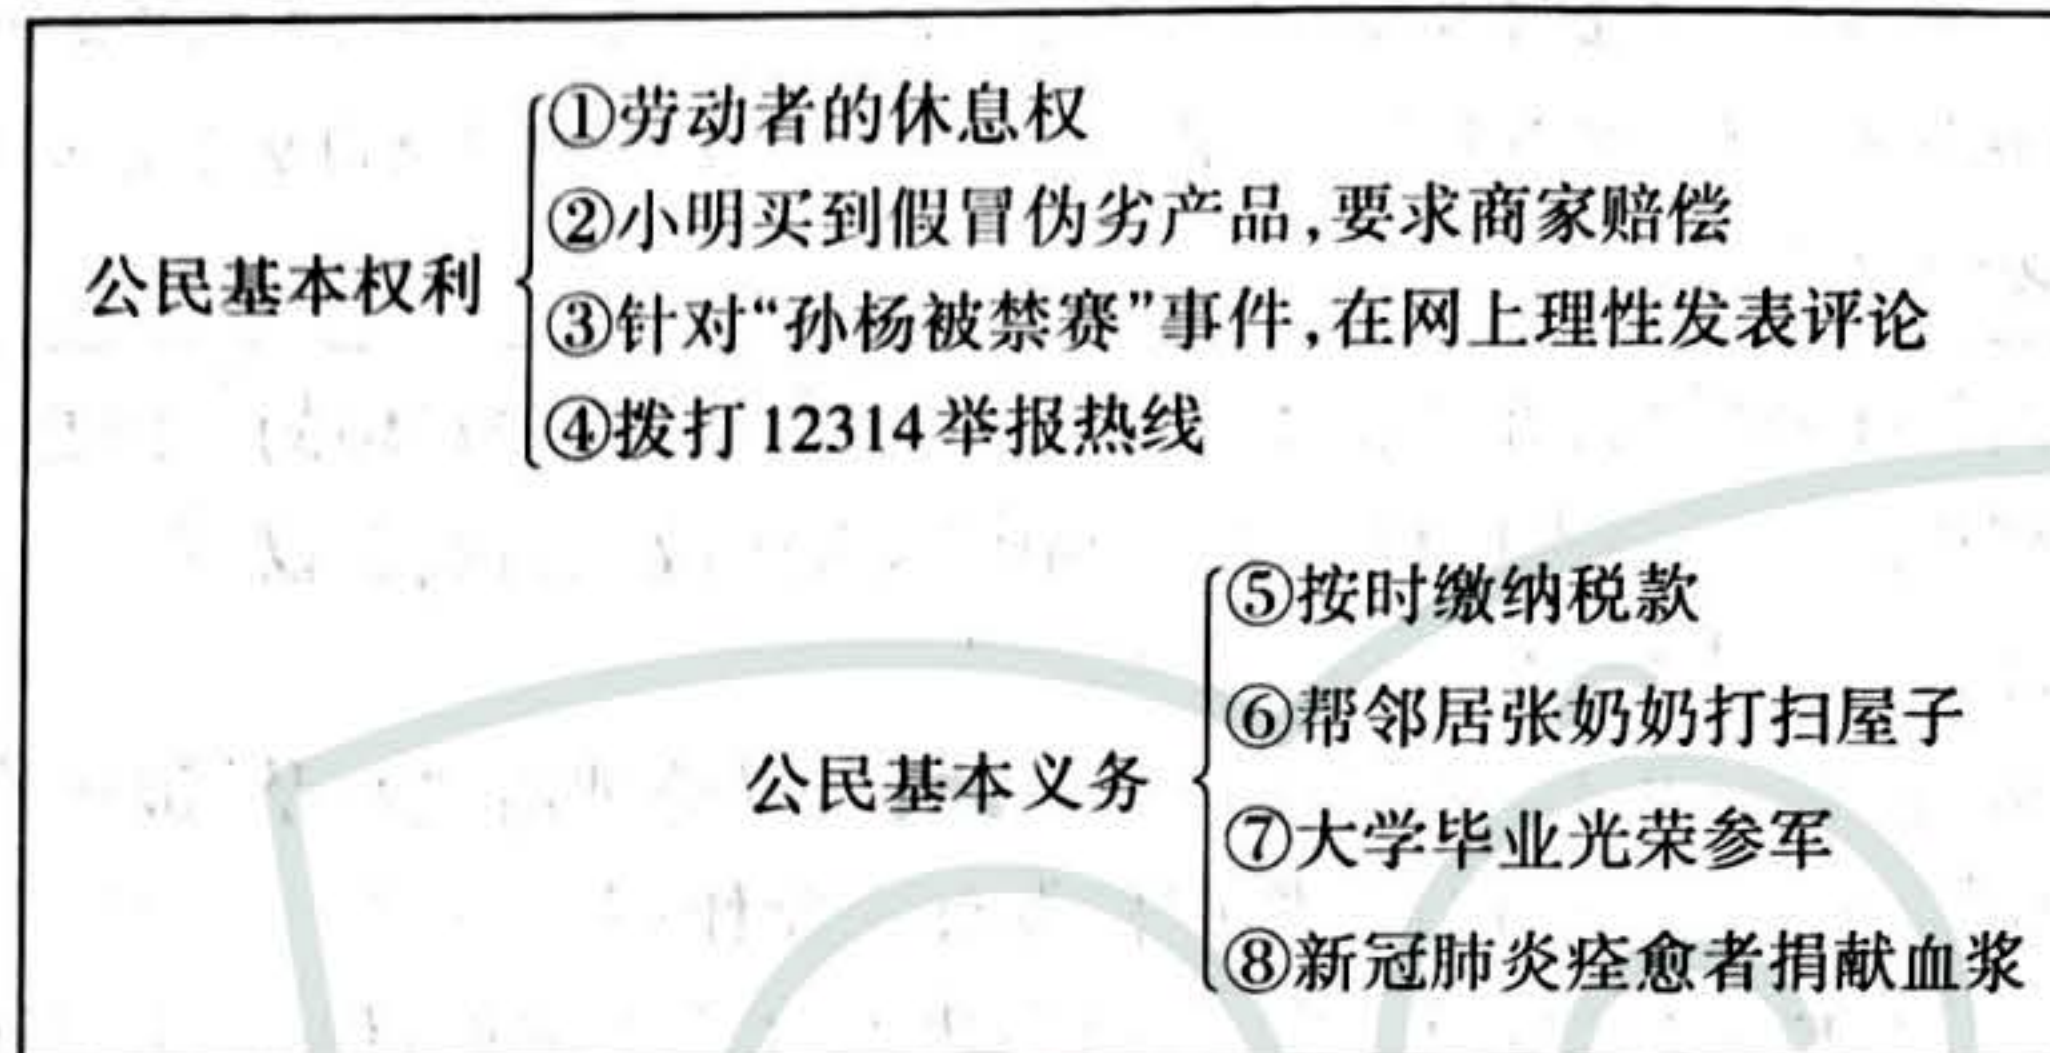 ①劳动者的休息权
②小明买到假冒伪劣产品,要求商家赔偿
公民基本权利
③针对“孙杨被禁赛”事件,在网上理性发表评论
④拨打12314举报热线
⑤按时缴纳税款
⑥帮邻居张奶奶打扫屋子
公民基本义务
⑦大学毕业光荣参军
⑧新冠肺炎痊愈者捐献血浆